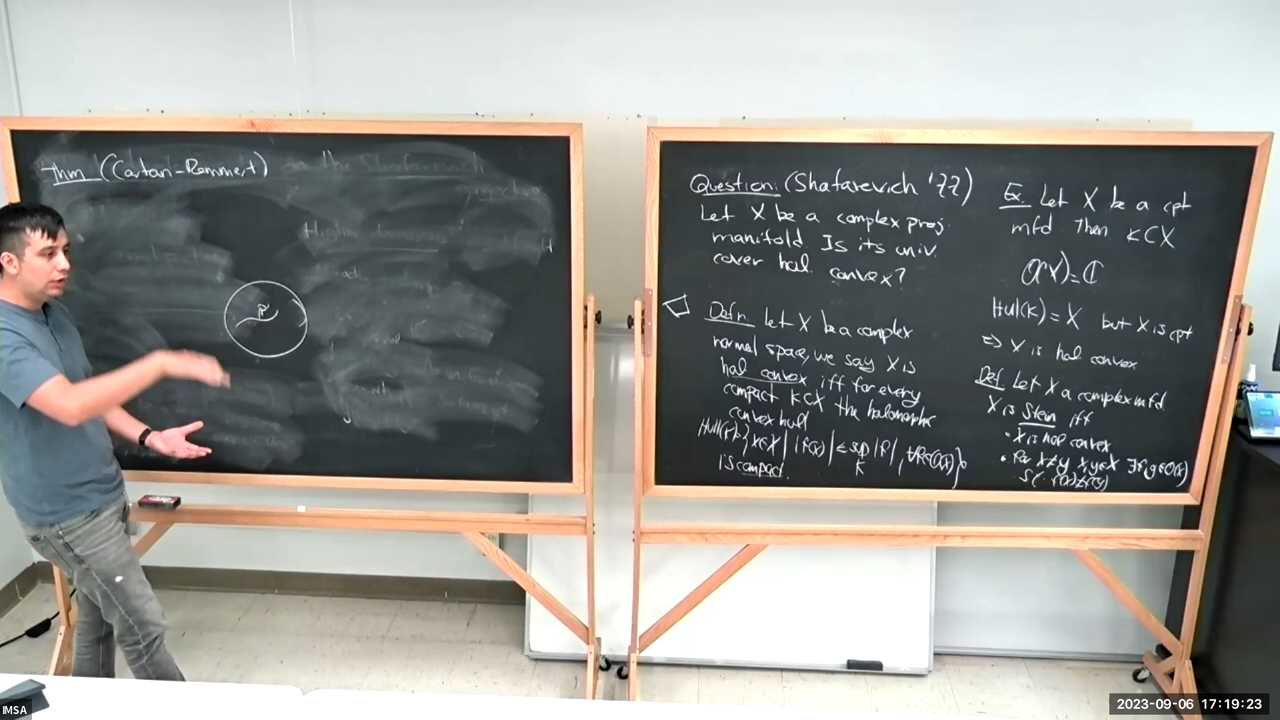 Thm (Cartan-Remmert)
Question: (Shafarevich '77)
Let X be a complex proj.
manifold. Is its univ.
cover hol. convex?
Defn. Let X be a complex
normal space, we say X is
hol convex iff for every
compact K⊂X the holomorphic
convex hull
Hull(K) { x∈X | |f(x)| ≤ sup |f|, ∀f∈O(X) }
K
is compact.
Ex. Let X be a cpt
mfd Then K⊂X
O(X)=ℂ
Hull(K) = X but X is cpt
⇒ X is hol convex
Def Let X a complex mfd
X is Stein iff
• X is hol convex
• For x≠y, x,y∈X ∃ f, g∈O(X)
s.t. f(x)≠f(y)
IMSA
2023-09-06 17:19:23